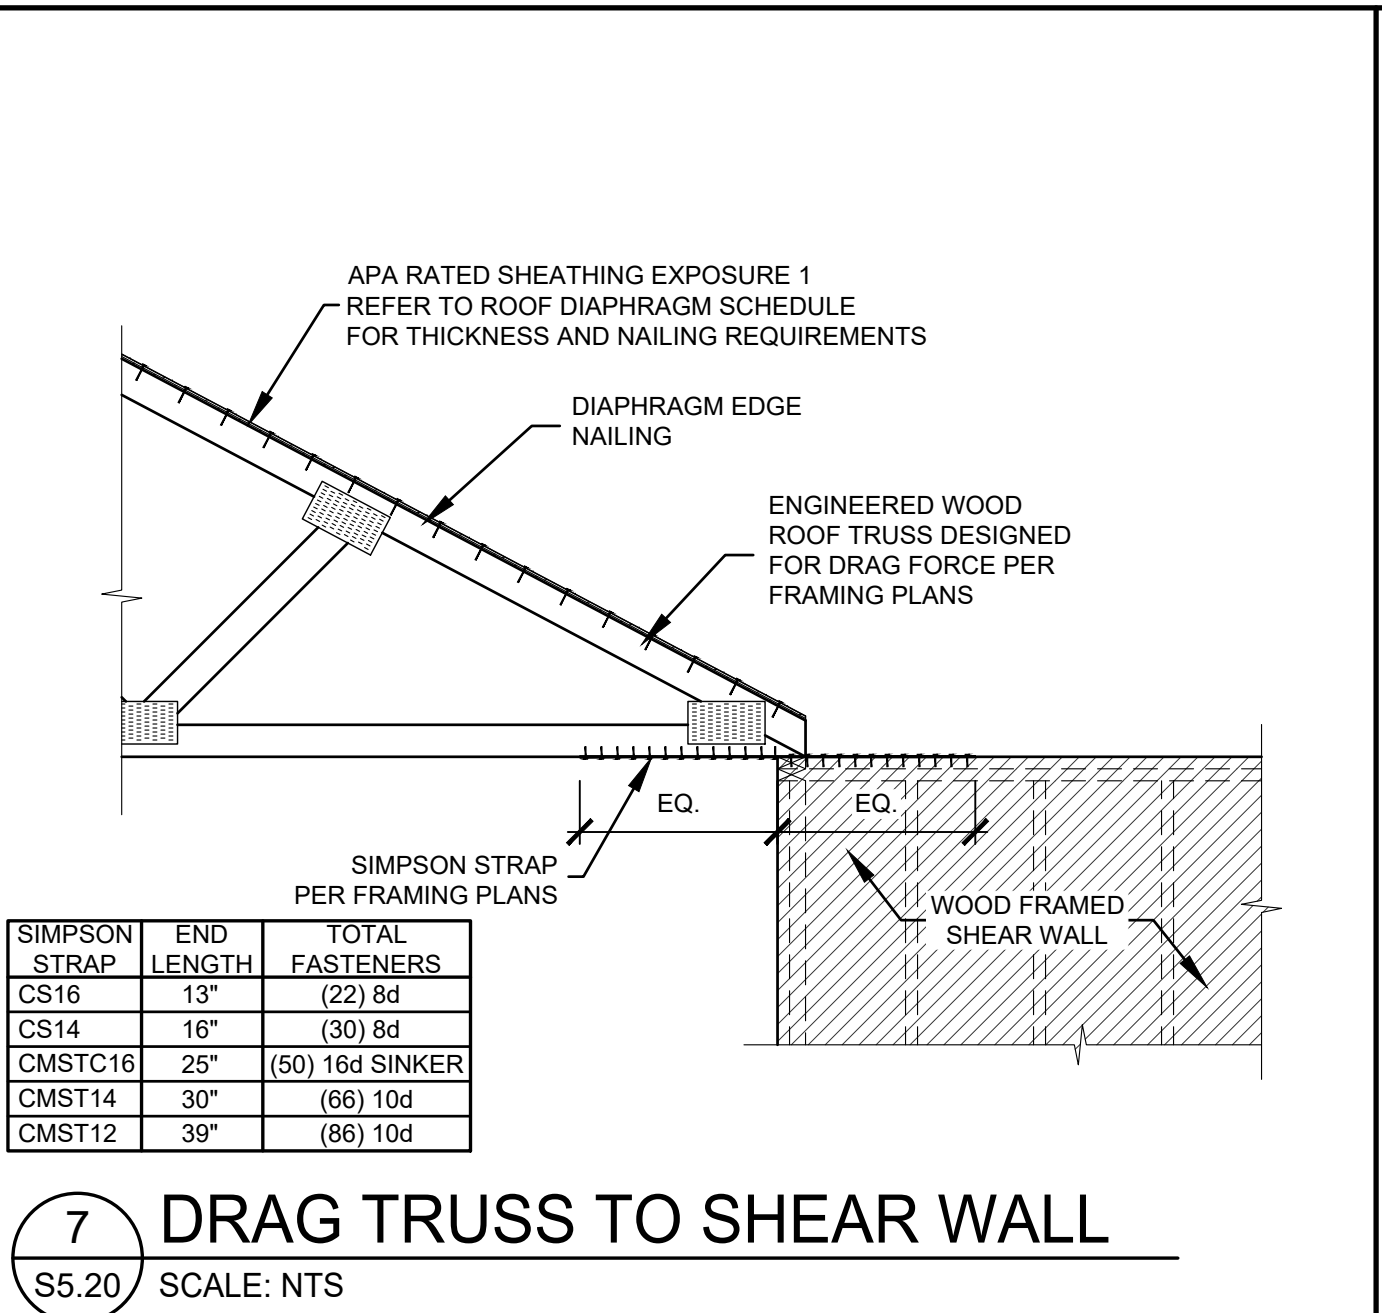 APA RATED SHEATHING EXPOSURE 1
REFER TO ROOF DIAPHRAGM SCHEDULE
FOR THICKNESS AND NAILING REQUIREMENTS
DIAPHRAGM EDGE
NAILING
ENGINEERED WOOD
ROOF TRUSS DESIGNED
FOR DRAG FORCE PER
FRAMING PLANS
EQ.
EQ.
SIMPSON STRAP
PER FRAMING PLANS
WOOD FRAMED
SHEAR WALL
SIMPSON STRAP END LENGTH TOTAL FASTENERS
CS16 13" (22) 8d
CS14 16" (30) 8d
CMSTC16 25" (50) 16d SINKER
CMST14 30" (66) 10d
CMST12 39" (86) 10d
7 DRAG TRUSS TO SHEAR WALL
S5.20 SCALE: NTS